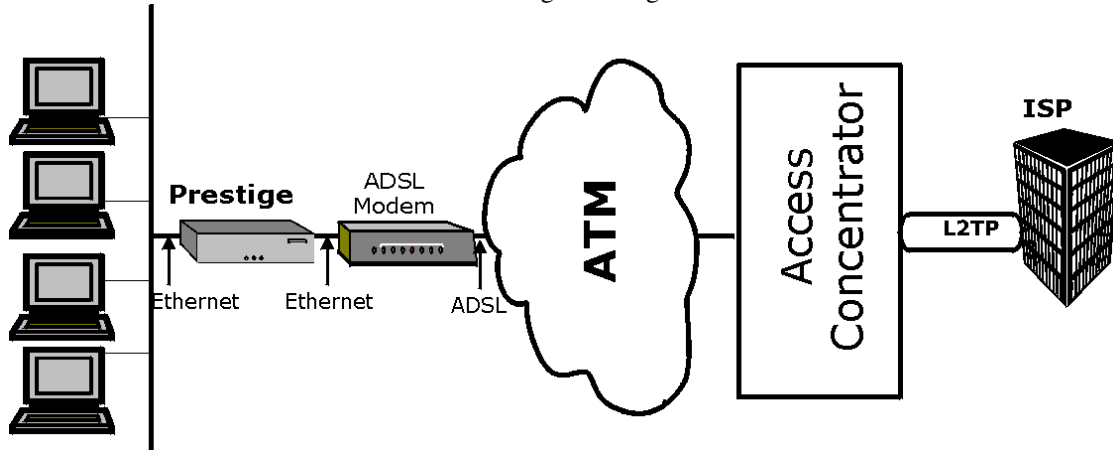 Prestige
ADSL
Modem
Ethernet
Ethernet
ADSL
ATM
Access
Concentrator
L2TP
ISP